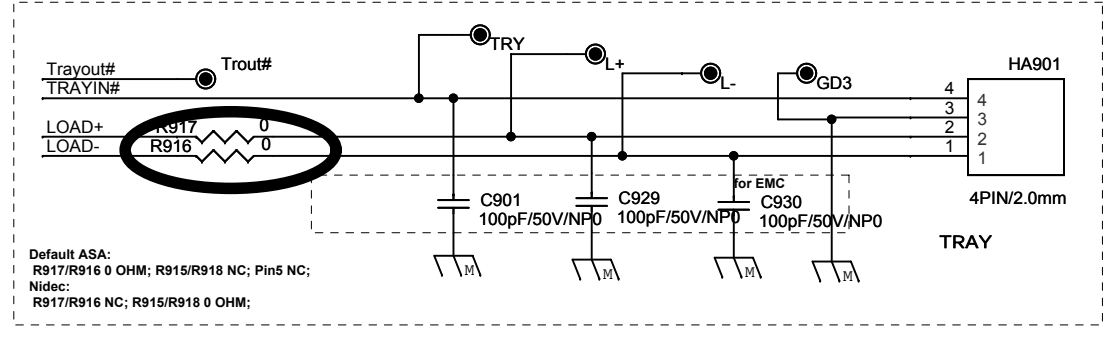 TRY
L+
Trayout#
Trout#
HA901
L-
GD3
TRAYIN#
4
4
3
3
LOAD+
R917
0
2
2
LOAD-
R916
0
1
1
for EMC
C901
100pF/50V/NP0
C929
100pF/50V/NP0
C930
100pF/50V/NP0
4PIN/2.0mm
TRAY
M
M
M
M
Default ASA:
R917/R916 0 OHM; R915/R918 NC; Pin5 NC;
Nidec:
R917/R916 NC; R915/R918 0 OHM;